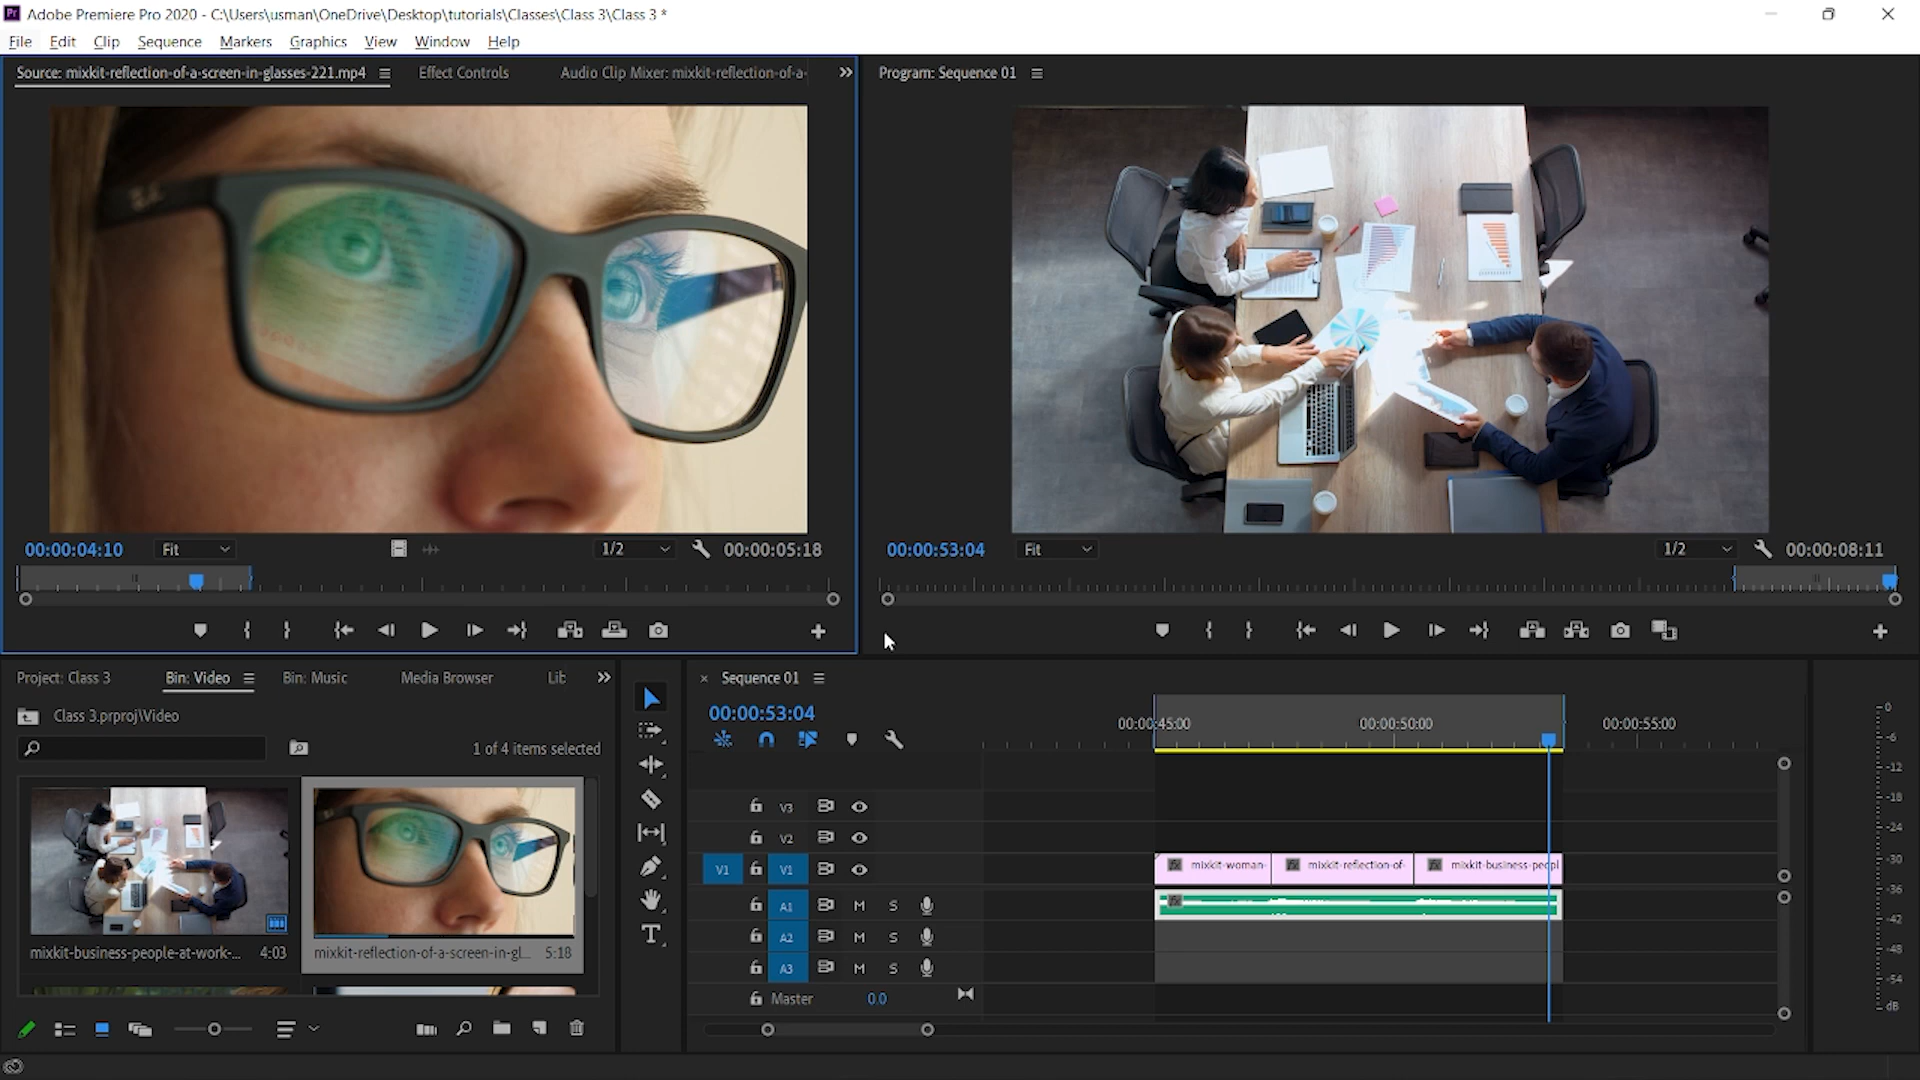 Pr Adobe Premiere Pro 2020 - C:\Users\usman\OneDrive\Desktop\tutorials\Classes\Class 3\Class 3 *
File Edit Clip Sequence Markers Graphics View Window Help
Source: mixkit-reflection-of-a-screen-in-glasses-221.mp4 Effect Controls Audio Clip Mixer: mixkit-reflection-of-a-
Program: Sequence 01
00:00:04:10 Fit 1/2 00:00:05:18
00:00:53:04 Fit 1/2 00:00:08:11
Project: Class 3 Bin: Video Bin: Music Media Browser Lib
Class 3.prproj\Video
1 of 4 items selected
mixkit-business-people-at-work-... 4:03
mixkit-reflection-of-a-screen-in-gl... 5:18
T
× Sequence 01
00:00:53:04
00:00:45:00 00:00:50:00 00:00:55:00
V3
V2
V1 V1 fx mixkit-woman- fx mixkit-reflection-of- fx mixkit-business-peopl
A1 M S fx
A2 M S
A3 M S
Master 0.0
0
-6
-12
-18
-24
-30
-36
-42
-48
-54
dB